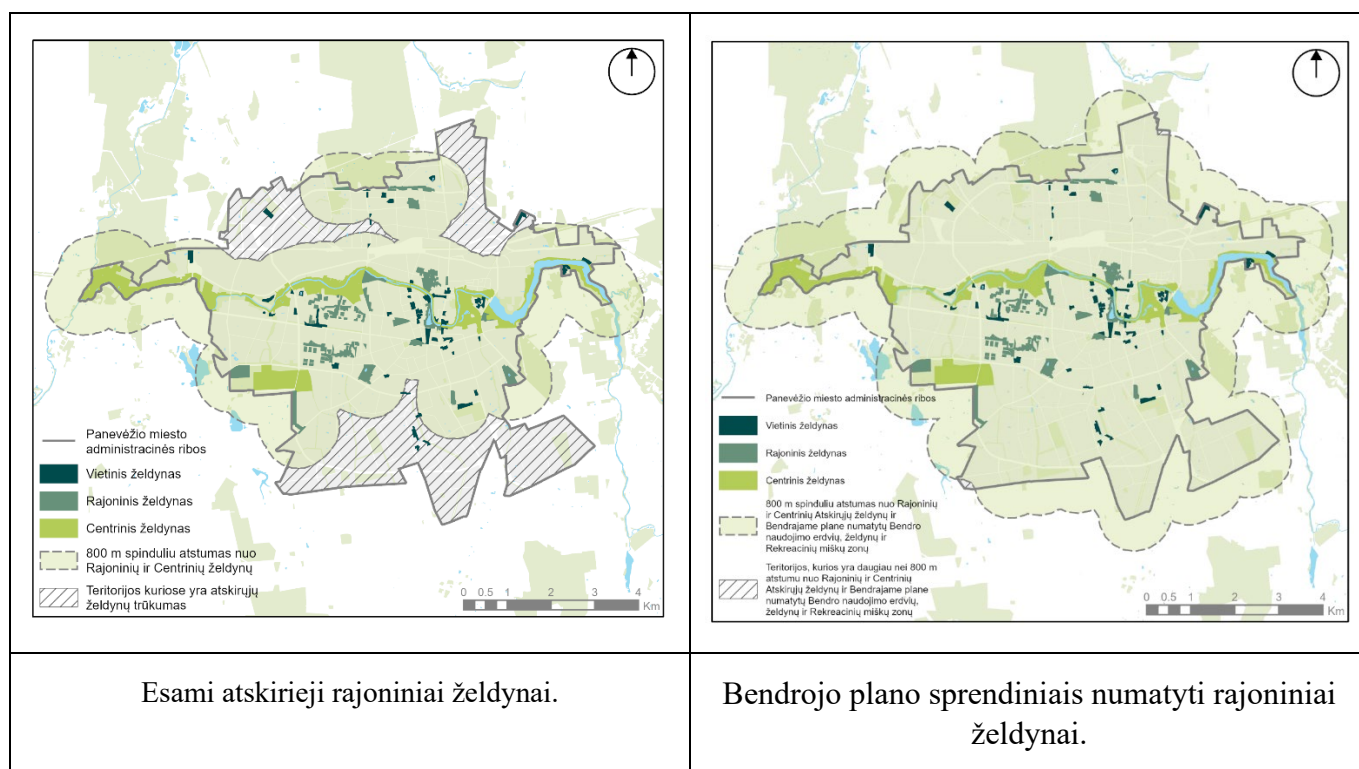 Panevėžio miesto
administracinės ribos
Vietinis želdynas
Rajoninis želdynas
Centrinis želdynas
800 m spinduliu atstumas nuo
Rajoninių ir Centrinių želdynų
Teritorijos kuriose yra atskirųjų
želdynų trūkumas
0 0.5 1 2 3 4
Km
Panevėžio miesto administracinės ribos
Vietinis želdynas
Rajoninis želdynas
Centrinis želdynas
800 m spinduliu atstumas nuo Rajoninių
ir Centrinių Atskirųjų želdynų ir
Bendrajame plane numatytų Bendro
naudojimo erdvių, želdynų ir
Rekreacinių miškų zonų
Teritorijos, kurios yra daugiau nei 800 m
atstumu nuo Rajoninių ir Centrinių
Atskirųjų želdynų ir Bendrajame plane
numatytų Bendro naudojimo erdvių,
želdynų ir Rekreacinių miškų zonų
0 0.5 1 2 3 4
Km
Esami atskirieji rajoniniai želdynai.
Bendrojo plano sprendiniais numatyti rajoniniai
želdynai.